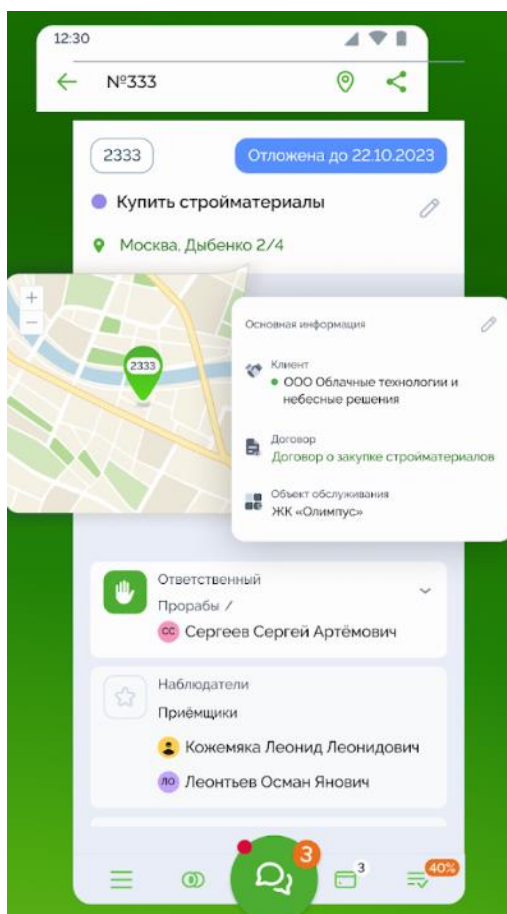 12:30
№333
2333
Отложена до 22.10.2023
Купить стройматериалы
Москва, Дыбенко 2/4
+
−
2333
Основная информация
Клиент
ООО Облачные технологии и
небесные решения
Договор
Договор о закупке стройматериалов
Объект обслуживания
ЖК «Олимпус»
Ответственный
Прорабы /
СС Сергеев Сергей Артёмович
Наблюдатели
Приёмщики
Кожемяка Леонид Леонидович
ЛО Леонтьев Осман Янович
3
3
40%